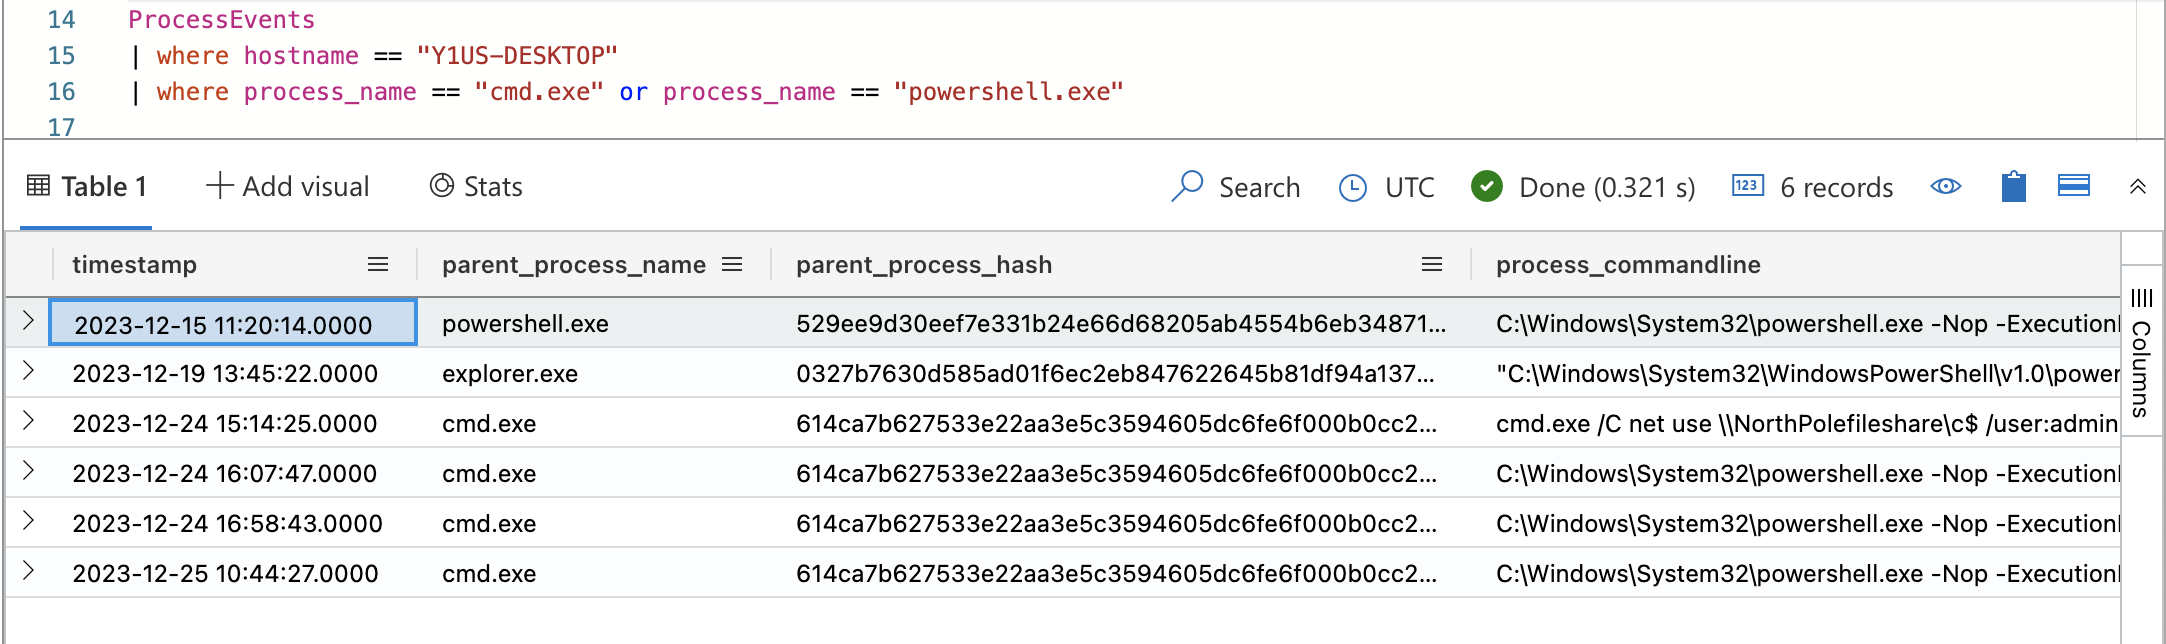 14 ProcessEvents
15 | where hostname == "Y1US-DESKTOP"
16 | where process_name == "cmd.exe" or process_name == "powershell.exe"
17
Table 1 Add visual Stats Search UTC Done (0.321 s) 123 6 records
timestamp parent_process_name parent_process_hash process_commandline
2023-12-15 11:20:14.0000 powershell.exe 529ee9d30eef7e331b24e66d68205ab4554b6eb34871... C:\Windows\System32\powershell.exe -Nop -Execution
2023-12-19 13:45:22.0000 explorer.exe 0327b7630d585ad01f6ec2eb847622645b81df94a137... "C:\Windows\System32\WindowsPowerShell\v1.0\power
2023-12-24 15:14:25.0000 cmd.exe 614ca7b627533e22aa3e5c3594605dc6fe6f000b0cc2... cmd.exe /C net use \\NorthPolefileshare\c$ /user:admin
2023-12-24 16:07:47.0000 cmd.exe 614ca7b627533e22aa3e5c3594605dc6fe6f000b0cc2... C:\Windows\System32\powershell.exe -Nop -Execution
2023-12-24 16:58:43.0000 cmd.exe 614ca7b627533e22aa3e5c3594605dc6fe6f000b0cc2... C:\Windows\System32\powershell.exe -Nop -Execution
2023-12-25 10:44:27.0000 cmd.exe 614ca7b627533e22aa3e5c3594605dc6fe6f000b0cc2... C:\Windows\System32\powershell.exe -Nop -Execution
Columns